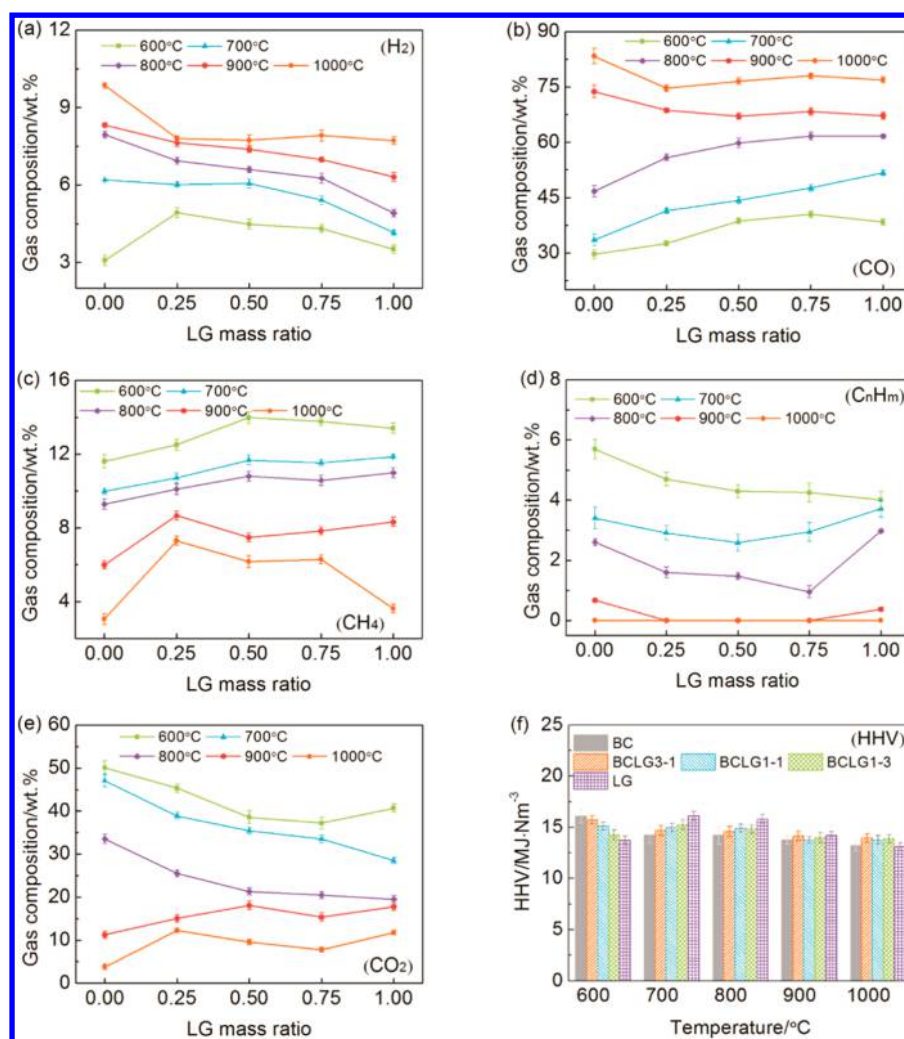 (a)
12
9
6
3
Gas composition/wt.%
600°C 700°C
800°C 900°C 1000°C
(H2)
0.00 0.25 0.50 0.75 1.00
LG mass ratio
(b)
90
75
60
45
30
Gas composition/wt.%
600°C 700°C
800°C 900°C 1000°C
(CO)
0.00 0.25 0.50 0.75 1.00
LG mass ratio
(c)
16
12
8
4
Gas composition/wt.%
600°C 700°C
800°C 900°C 1000°C
(CH4)
0.00 0.25 0.50 0.75 1.00
LG mass ratio
(d)
8
6
4
2
0
Gas composition/wt.%
600°C 700°C
800°C 900°C 1000°C
(CnHm)
0.00 0.25 0.50 0.75 1.00
LG mass ratio
(e)
60
50
40
30
20
10
0
Gas composition/wt.%
600°C 700°C
800°C 900°C 1000°C
(CO2)
0.00 0.25 0.50 0.75 1.00
LG mass ratio
(f)
25
20
15
10
5
0
HHV/MJ·Nm-3
BC
(HHV)
BCLG3-1 BCLG1-1 BCLG1-3
LG
600 700 800 900 1000
Temperature/°C